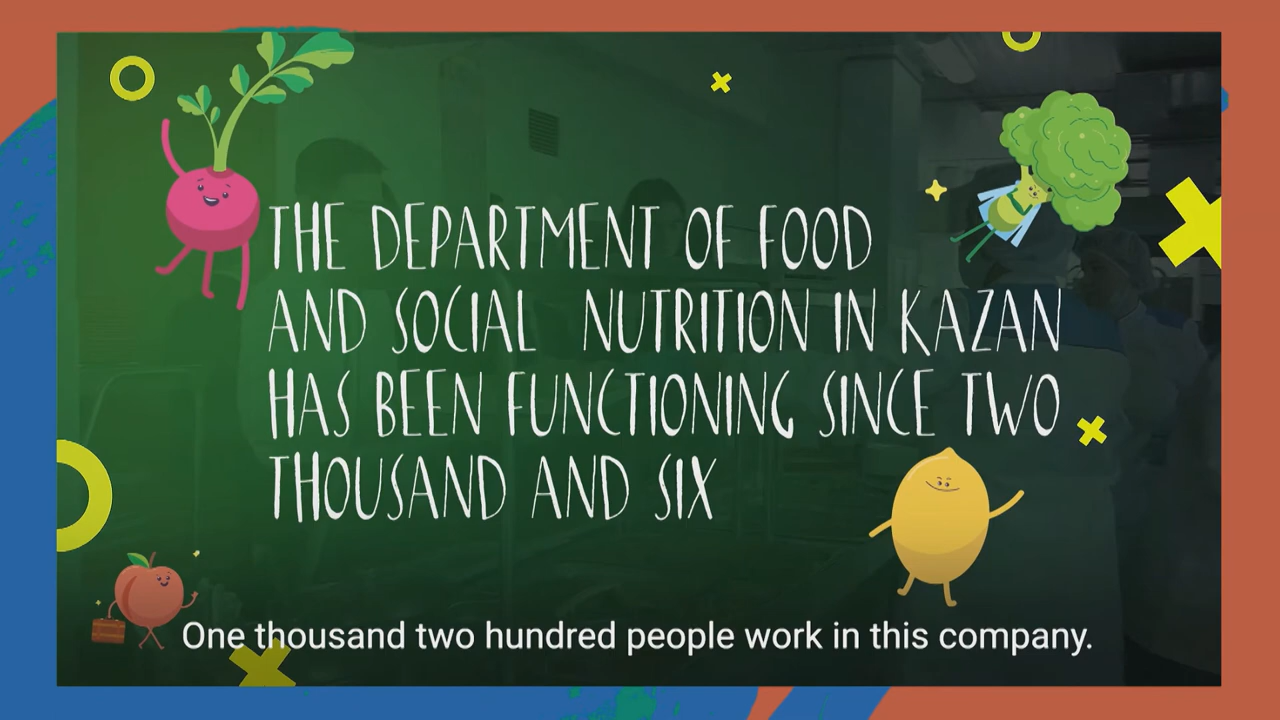 THE DEPARTMENT OF FOOD
AND SOCIAL NUTRITION IN KAZAN
HAS BEEN FUNCTIONING SINCE TWO
THOUSAND AND SIX
One thousand two hundred people work in this company.